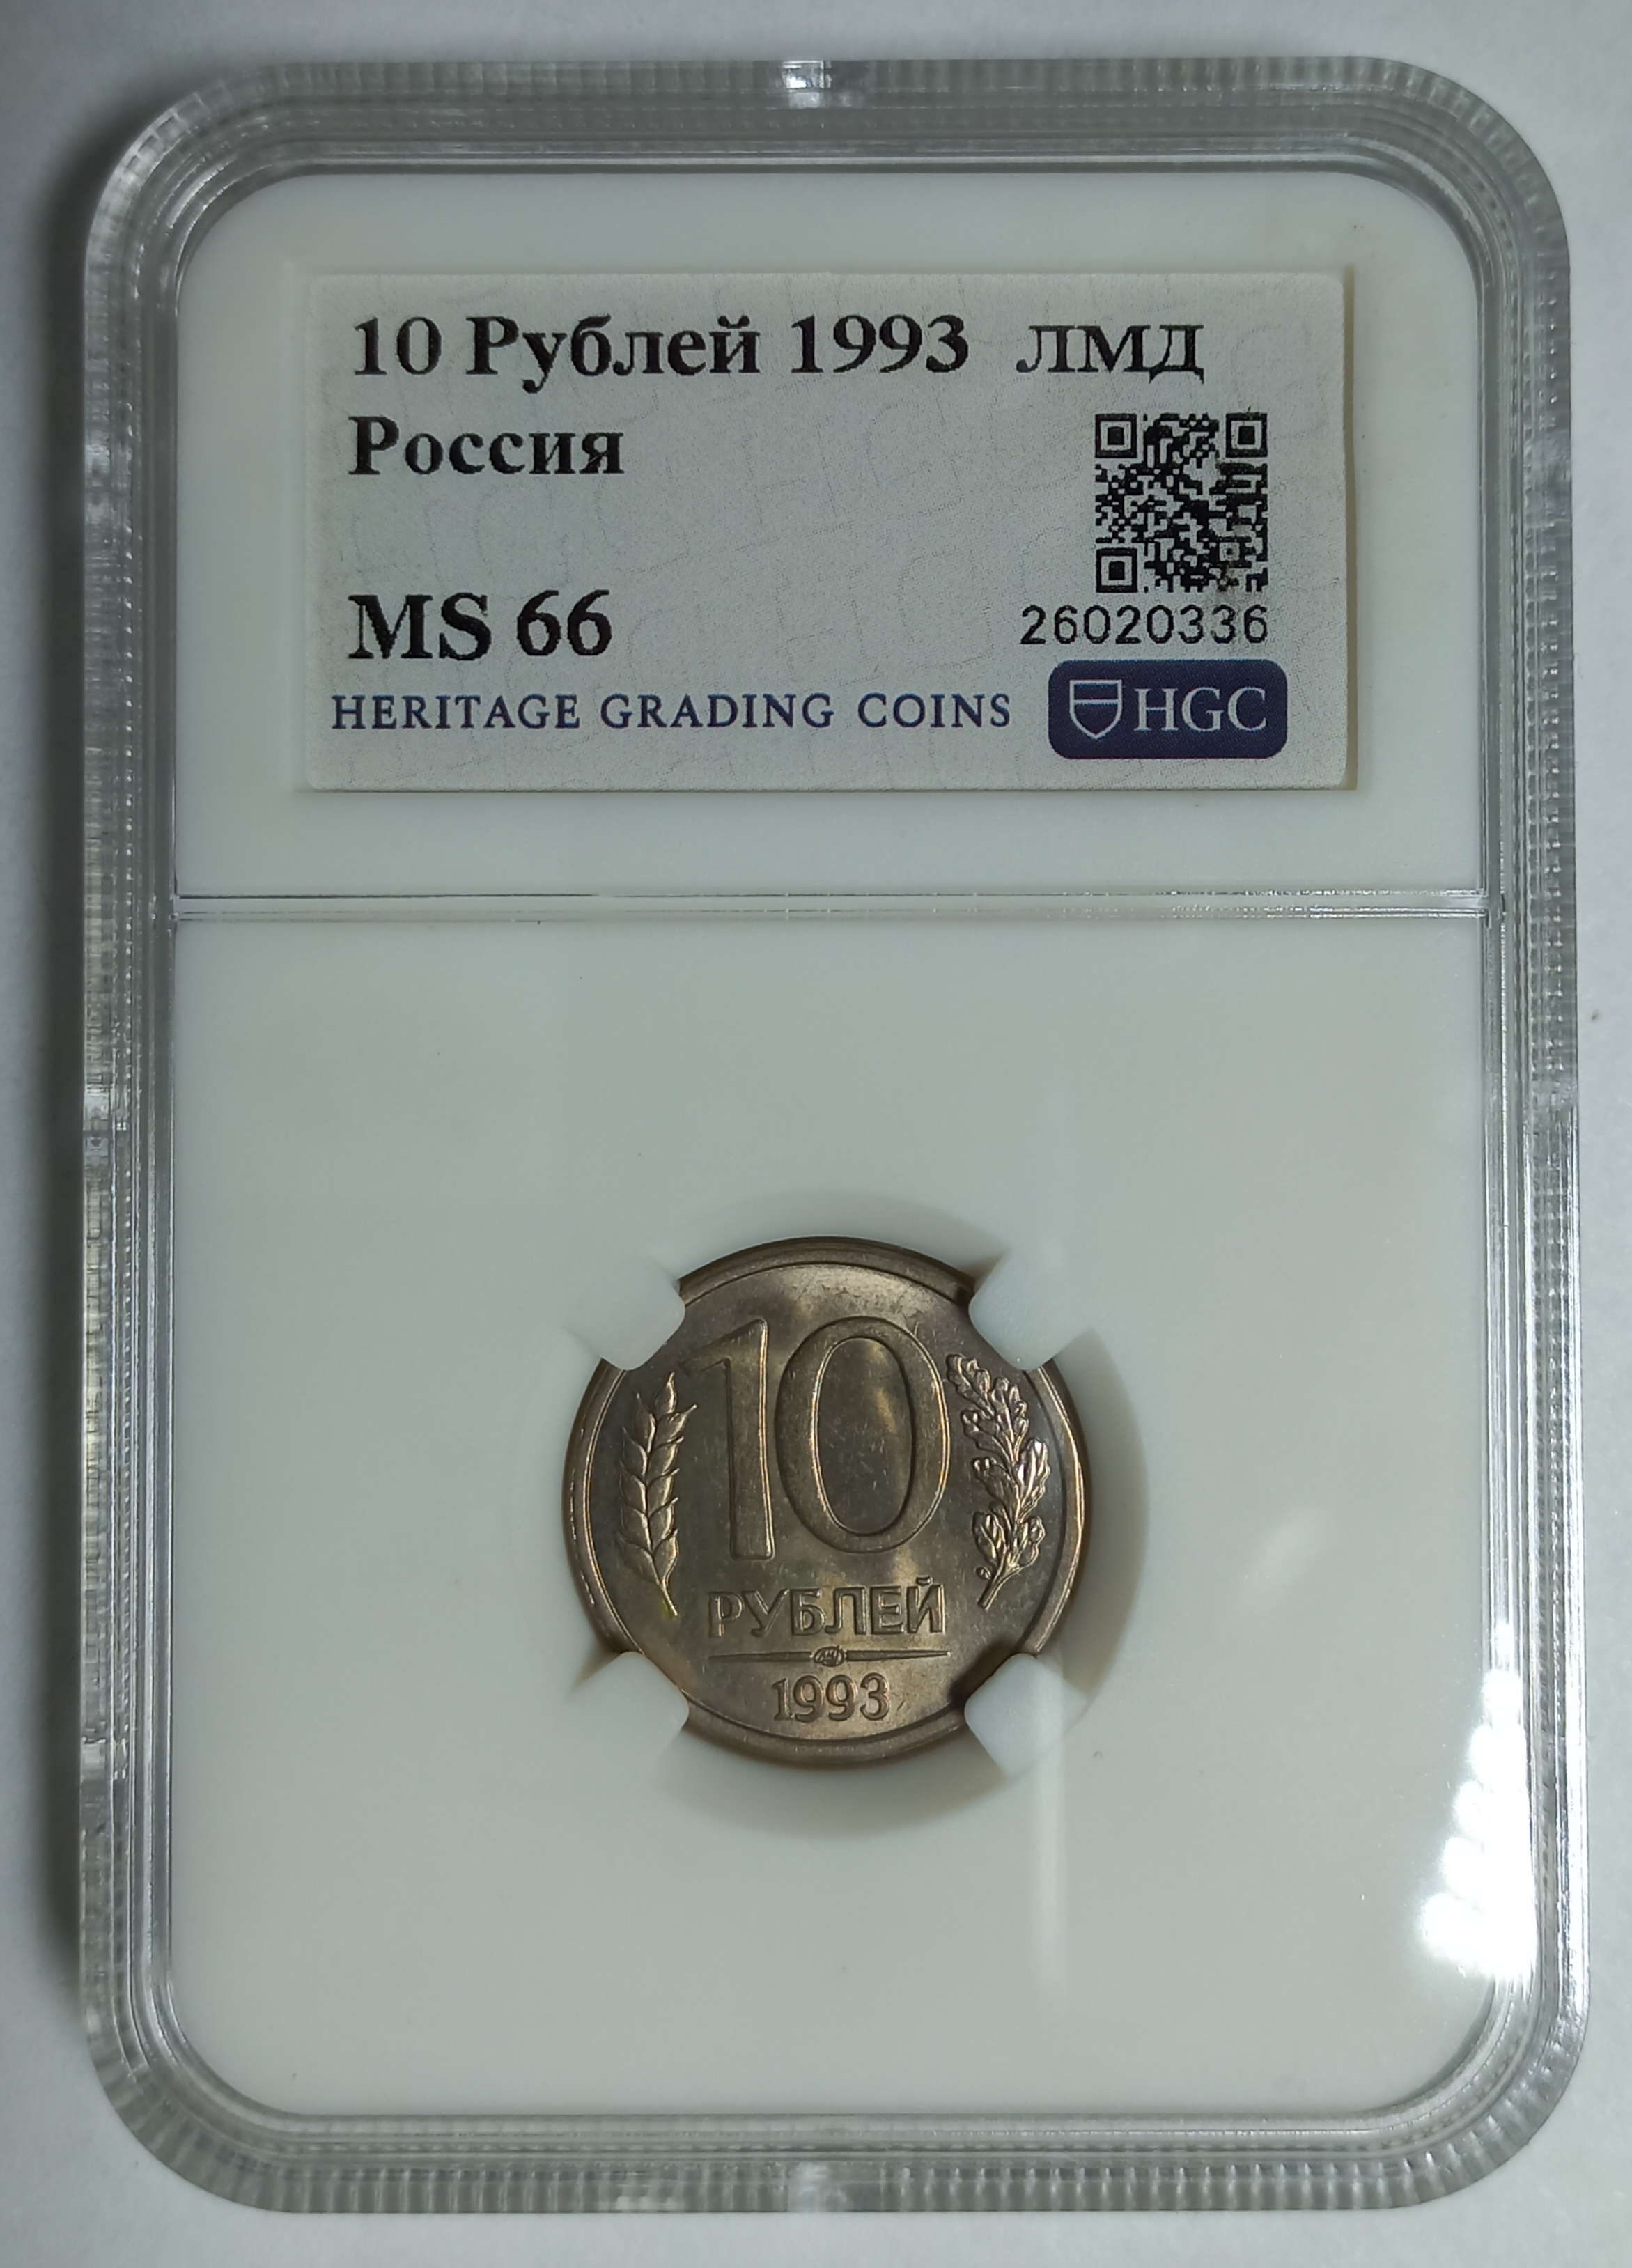 10 Рублей 1993 ЛМД
Россия
MS 66
26020336
HERITAGE GRADING COINS HGC
10
РУБЛЕЙ
1993